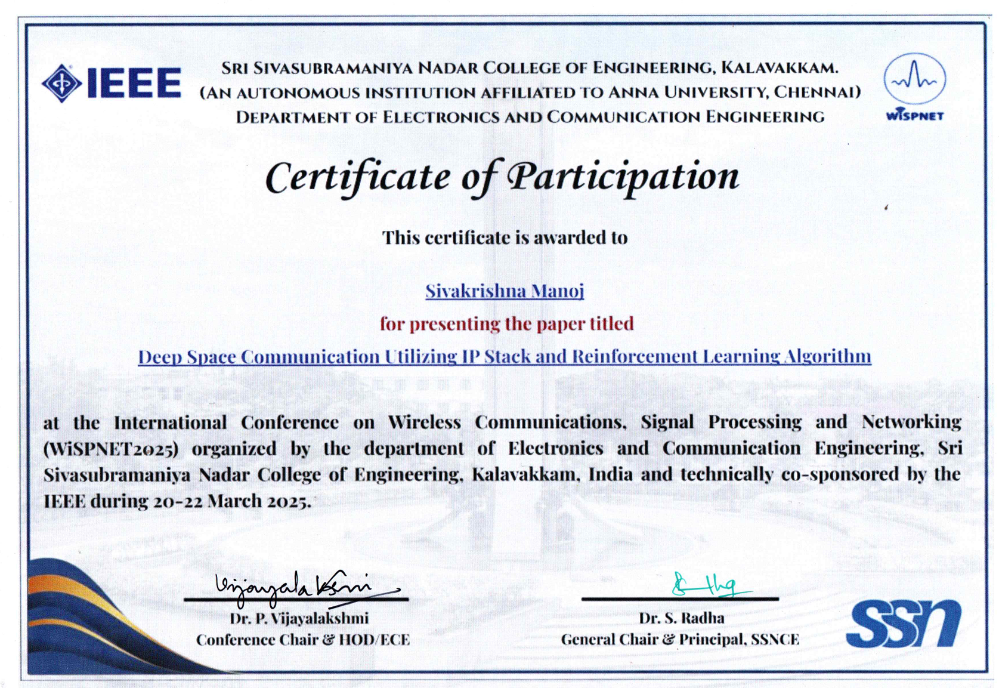 IEEE
SRI SIVASUBRAMANIYA NADAR COLLEGE OF ENGINEERING, KALAVAKKAM.
(AN AUTONOMOUS INSTITUTION AFFILIATED TO ANNA UNIVERSITY, CHENNAI)
DEPARTMENT OF ELECTRONICS AND COMMUNICATION ENGINEERING
WiSPNET
Certificate of Participation
This certificate is awarded to
Sivakrishna Manoj
for presenting the paper titled
Deep Space Communication Utilizing IP Stack and Reinforcement Learning Algorithm
at the International Conference on Wireless Communications, Signal Processing and Networking
(WiSPNET2025) organized by the department of Electronics and Communication Engineering, Sri
Sivasubramaniya Nadar College of Engineering, Kalavakkam, India and technically co-sponsored by the
IEEE during 20-22 March 2025.
Vijayalakshmi
Dr. P. Vijayalakshmi
Conference Chair & HOD/ECE
Dr. S. Radha
General Chair & Principal, SSNCE
ssn